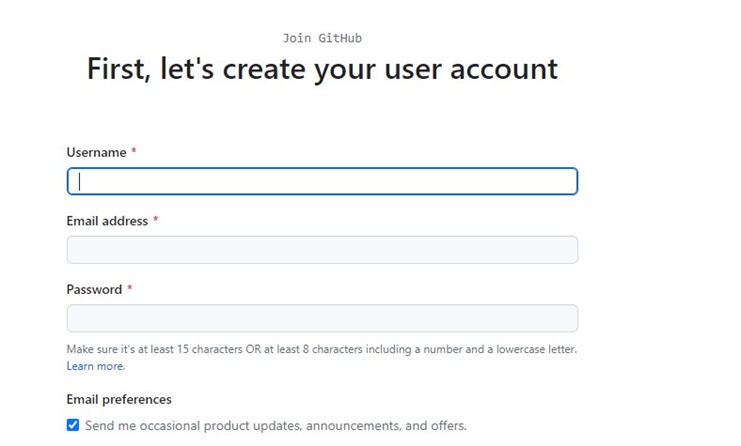 Join GitHub
First, let's create your user account
Username *
Email address *
Password *
Make sure it's at least 15 characters OR at least 8 characters including a number and a lowercase letter.
Learn more.
Email preferences
Send me occasional product updates, announcements, and offers.